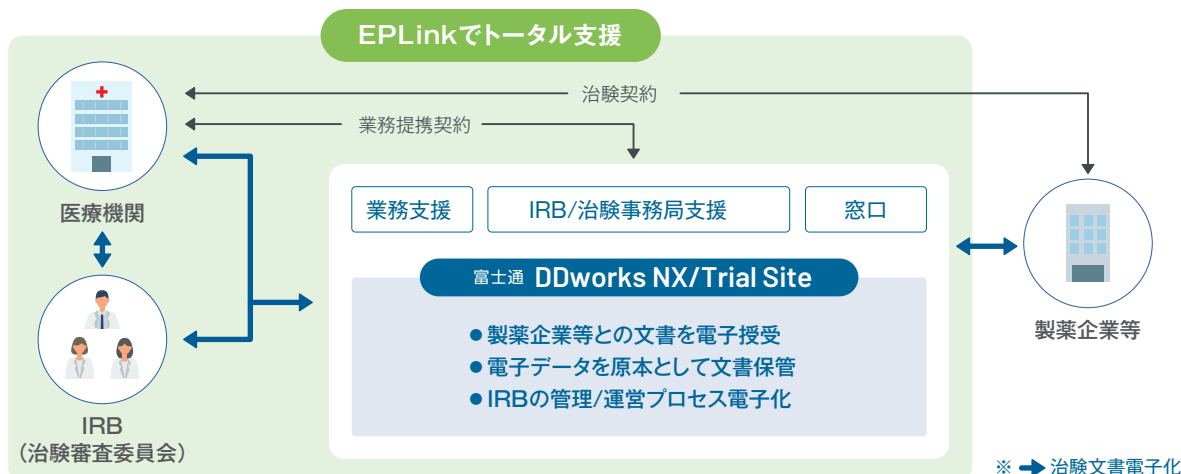 EPLinkでトータル支援
治験契約
業務提携契約
医療機関
業務支援
IRB/治験事務局支援
窓口
富士通 DDworks NX/Trial Site
●製薬企業等との文書を電子授受
●電子データを原本として文書保管
●IRBの管理/運営プロセス電子化
製薬企業等
IRB
（治験審査委員会）
※ ➡ 治験文書電子化